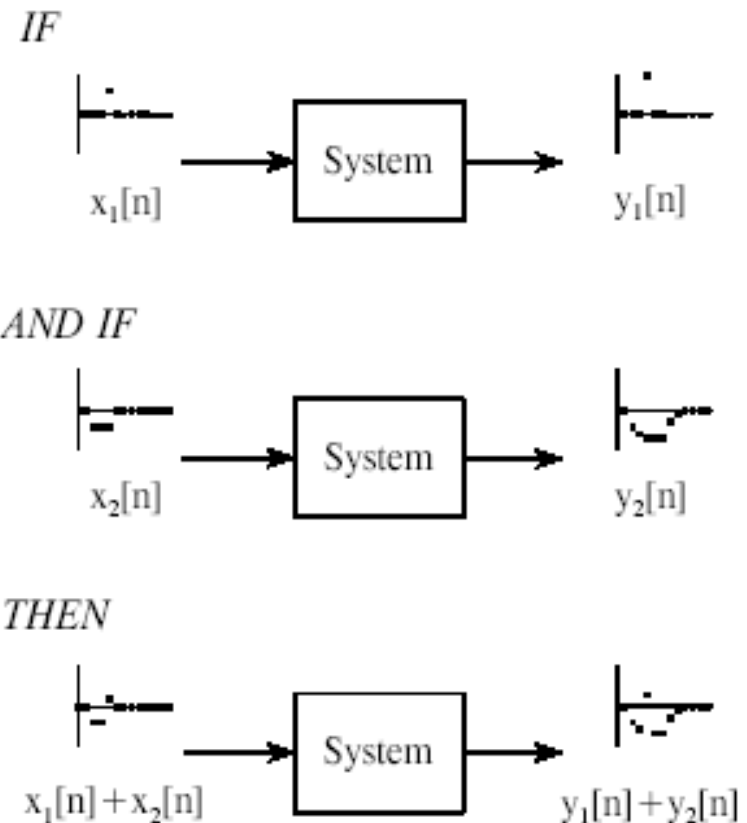 IF
System
x₁[n]
y₁[n]
AND IF
System
x₂[n]
y₂[n]
THEN
System
x₁[n]+x₂[n]
y₁[n]+y₂[n]